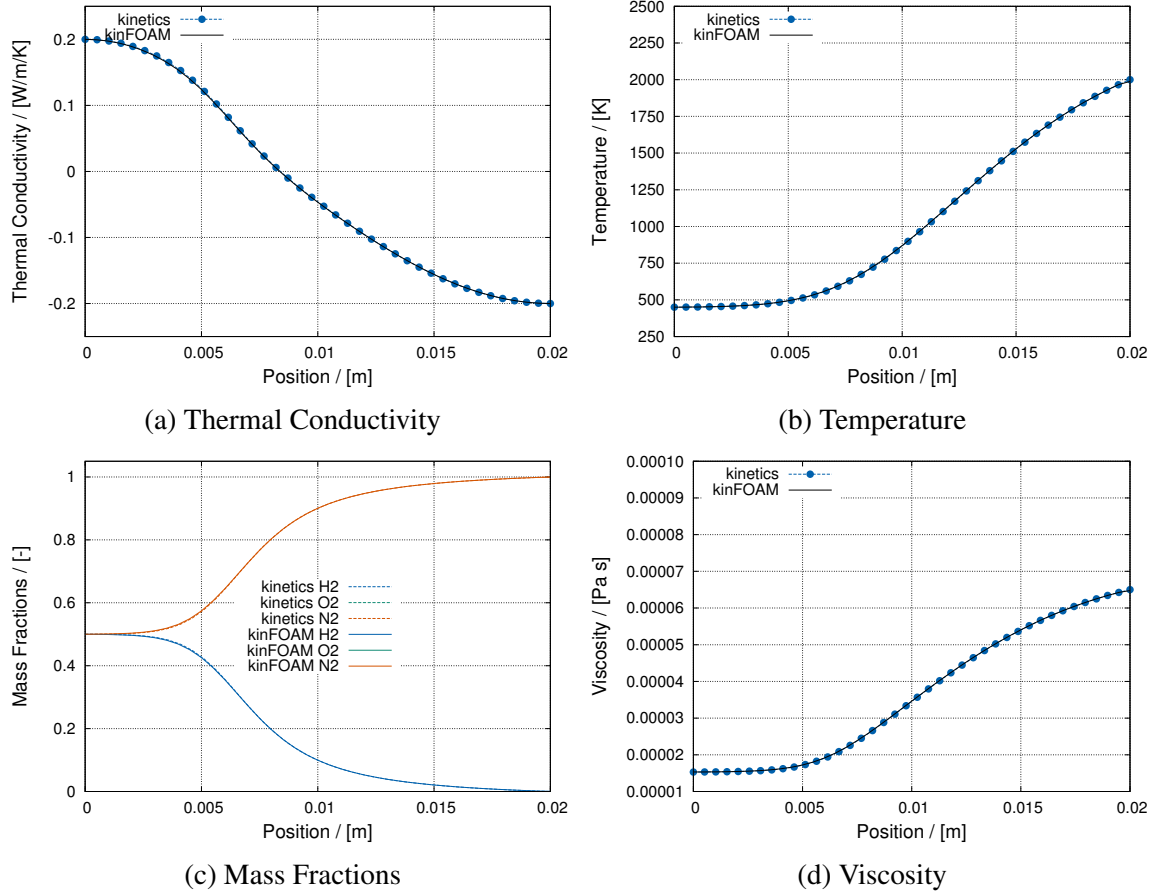 kinetics
kinFOAM
0.2
0.1
0
-0.1
-0.2
Thermal Conductivity / [W/m/K]
0 0.005 0.01 0.015 0.02
Position / [m]
(a) Thermal Conductivity
kinetics
kinFOAM
2500
2250
2000
1750
1500
1250
1000
750
500
250
Temperature / [K]
0 0.005 0.01 0.015 0.02
Position / [m]
(b) Temperature
1
0.8
0.6
0.4
0.2
0
Mass Fractions / [-]
kinetics H2
kinetics O2
kinetics N2
kinFOAM H2
kinFOAM O2
kinFOAM N2
0 0.005 0.01 0.015 0.02
Position / [m]
(c) Mass Fractions
kinetics
kinFOAM
0.00010
0.00009
0.00008
0.00007
0.00006
0.00005
0.00004
0.00003
0.00002
0.00001
Viscosity / [Pa s]
0 0.005 0.01 0.015 0.02
Position / [m]
(d) Viscosity